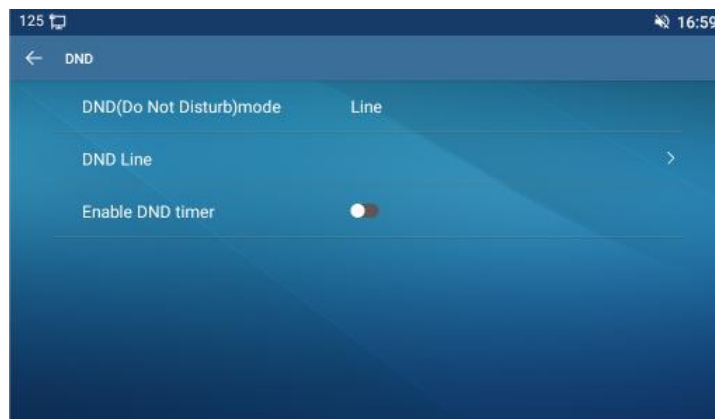 125 16:59
DND
DND(Do Not Disturb)mode Line
DND Line
Enable DND timer